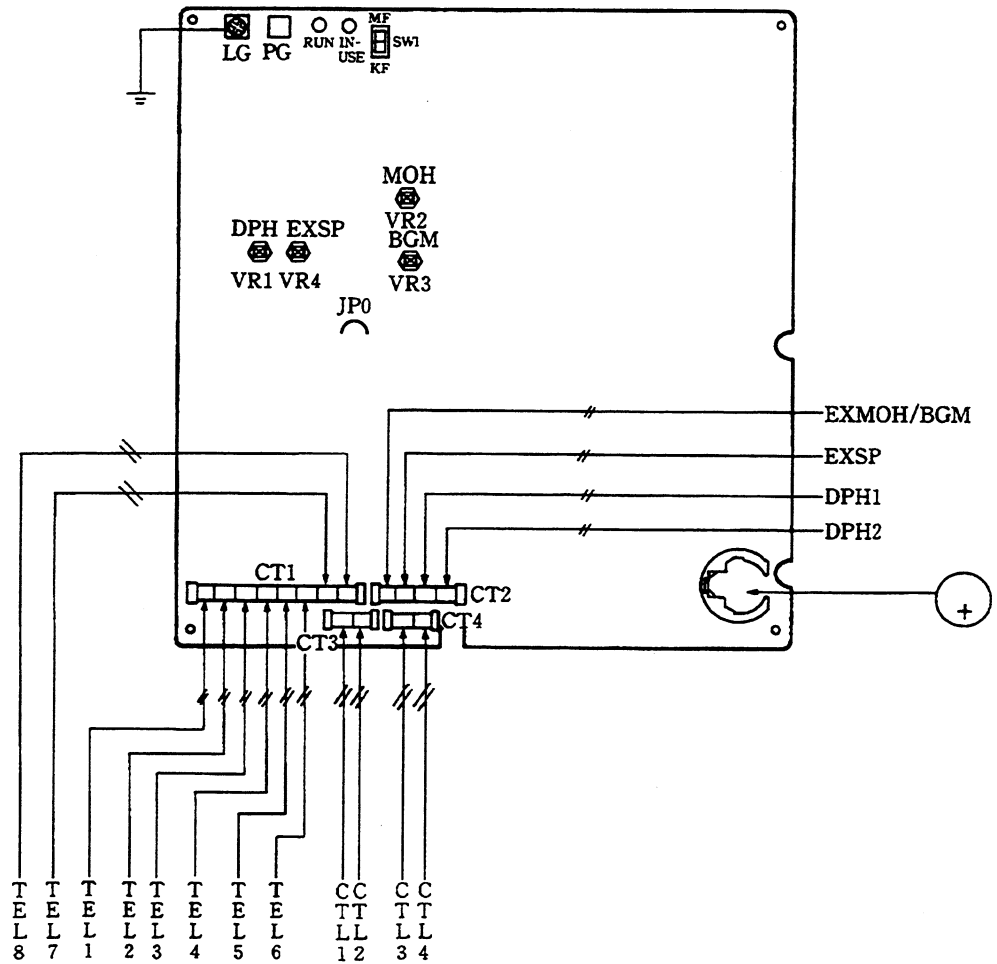 MF
LG PG RUN IN-USE SW1
KF
MOH
VR2
DPH EXSP BGM
VR1 VR4 VR3
JP0
EXMOH/BGM
EXSP
DPH1
DPH2
CT1
CT2
CT3
CT4
+
TEL8
TEL7
TEL1
TEL2
TEL3
TEL4
TEL5
TEL6
CTL1
CTL2
CTL3
CTL4